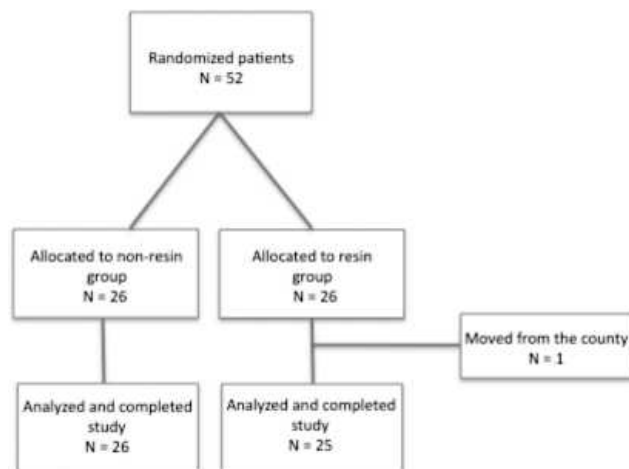 Randomized patients
N = 52
Allocated to non-resin
group
N = 26
Allocated to resin
group
N = 26
Moved from the county
N = 1
Analyzed and completed
study
N = 26
Analyzed and completed
study
N = 25